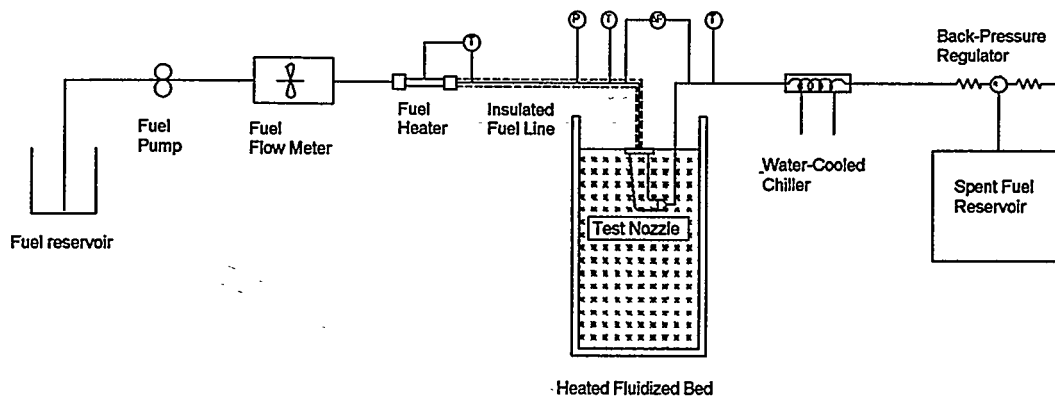 P
T
ΔP
T
T
Back-Pressure
Regulator
Fuel
Pump
Fuel
Flow Meter
Fuel
Heater
Insulated
Fuel Line
Water-Cooled
Chiller
Spent Fuel
Reservoir
Test Nozzle
Fuel reservoir
Heated Fluidized Bed